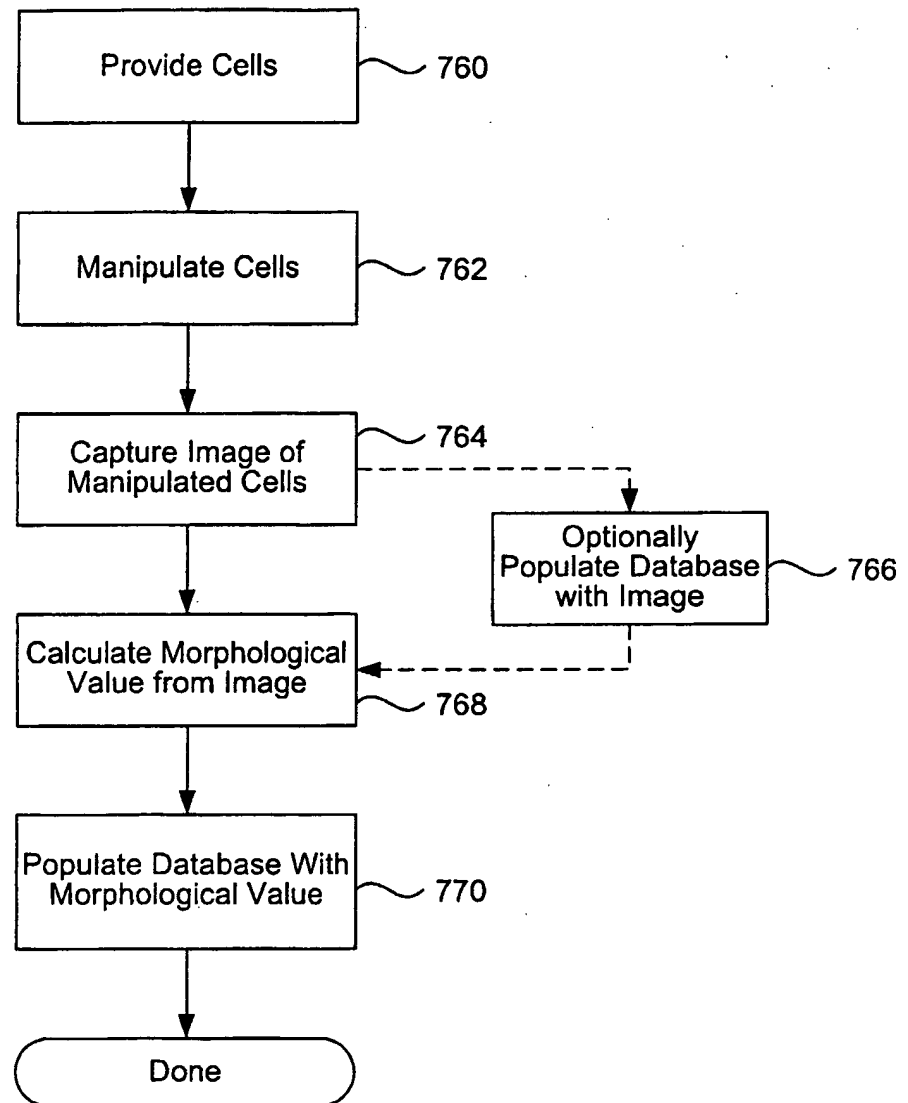 Provide Cells
760
Manipulate Cells
762
Capture Image of
Manipulated Cells
764
Optionally
Populate Database
with Image
766
Calculate Morphological
Value from Image
768
Populate Database With
Morphological Value
770
Done